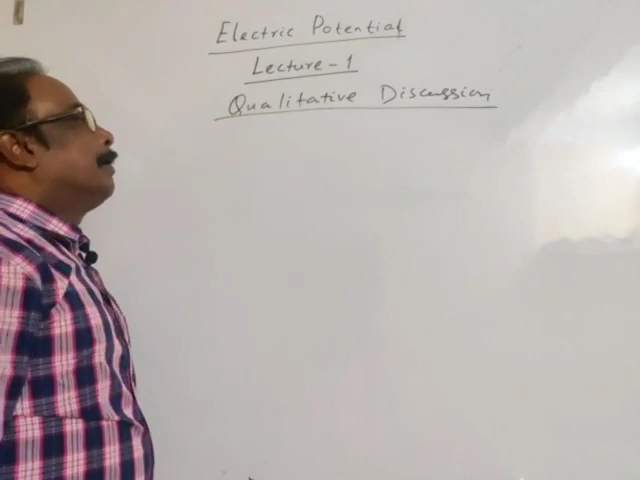 Electric Potential
Lecture - 1
Qualitative Discussion